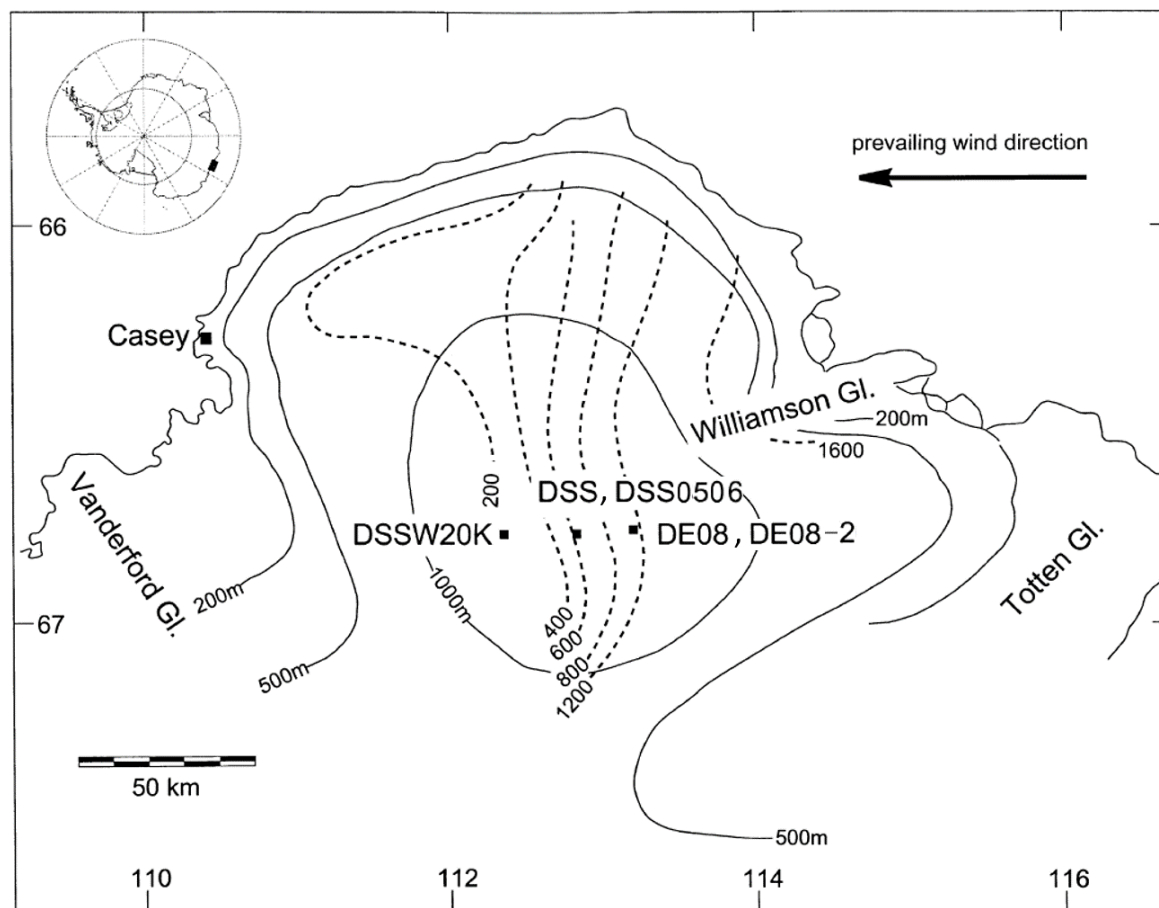 prevailing wind direction
66
Casey
Williamson Gl.
200m
1600
200
DSS, DSS0506
Vanderford Gl.
DSSW20K
DE08, DE08-2
Totten Gl.
1000m
200m
400
67
600
800
500m
1200
50 km
500m
110
112
114
116